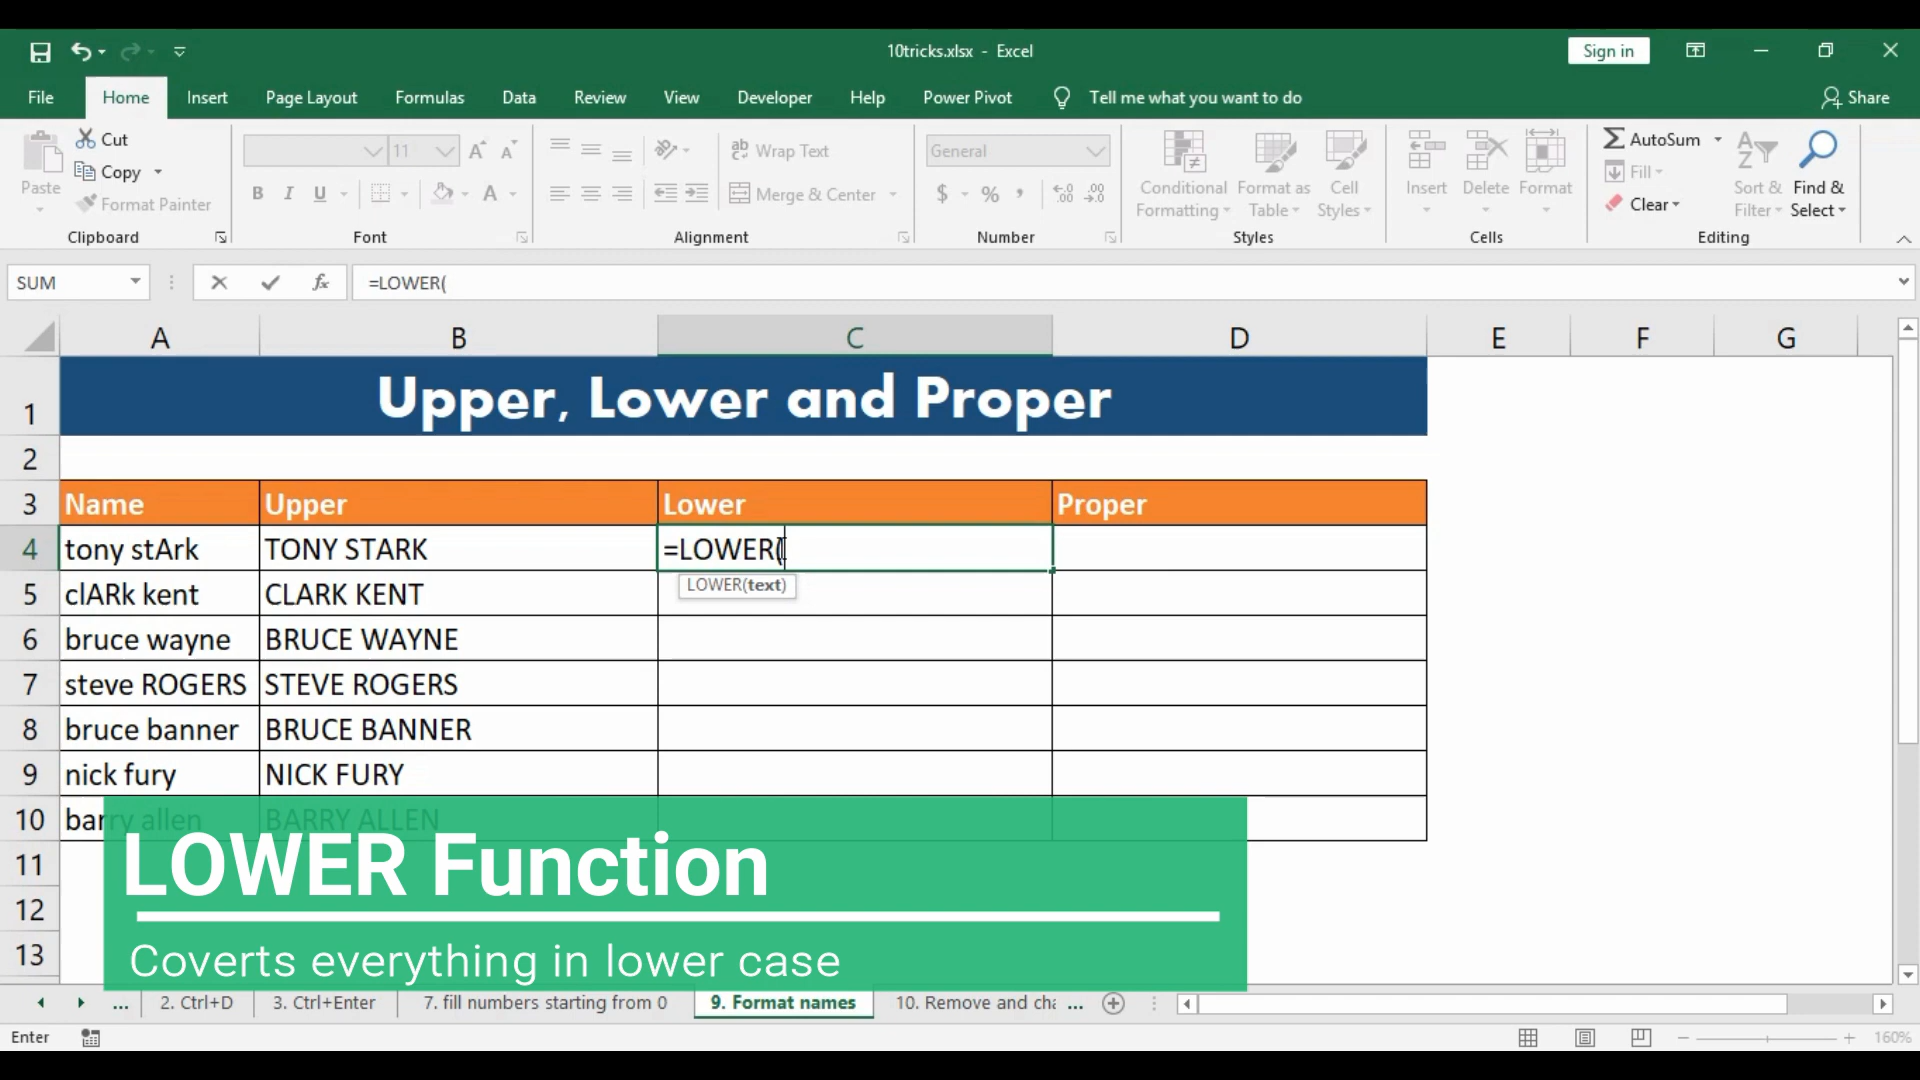 10tricks.xlsx - Excel
Sign in
File Home Insert Page Layout Formulas Data Review View Developer Help Power Pivot Tell me what you want to do Share
Paste Cut Copy Format Painter
Clipboard
11
B I U A
Font
ab Wrap Text
Merge & Center
Alignment
General
$ % ,
Number
Conditional Formatting Format as Table Cell Styles
Styles
Insert Delete Format
Cells
AutoSum Fill Clear Sort & Filter Find & Select
Editing
SUM fx =LOWER(
A B C D E F G
1 Upper, Lower and Proper
2
3 Name Upper Lower Proper
4 tony stArk TONY STARK =LOWER(
LOWER(text)
5 clARk kent CLARK KENT
6 bruce wayne BRUCE WAYNE
7 steve ROGERS STEVE ROGERS
8 bruce banner BRUCE BANNER
9 nick fury NICK FURY
10 barry allen BARRY ALLEN
11
12
13
LOWER Function
Coverts everything in lower case
... 2. Ctrl+D 3. Ctrl+Enter 7. fill numbers starting from 0 9. Format names 10. Remove and cha ...
Enter 160%